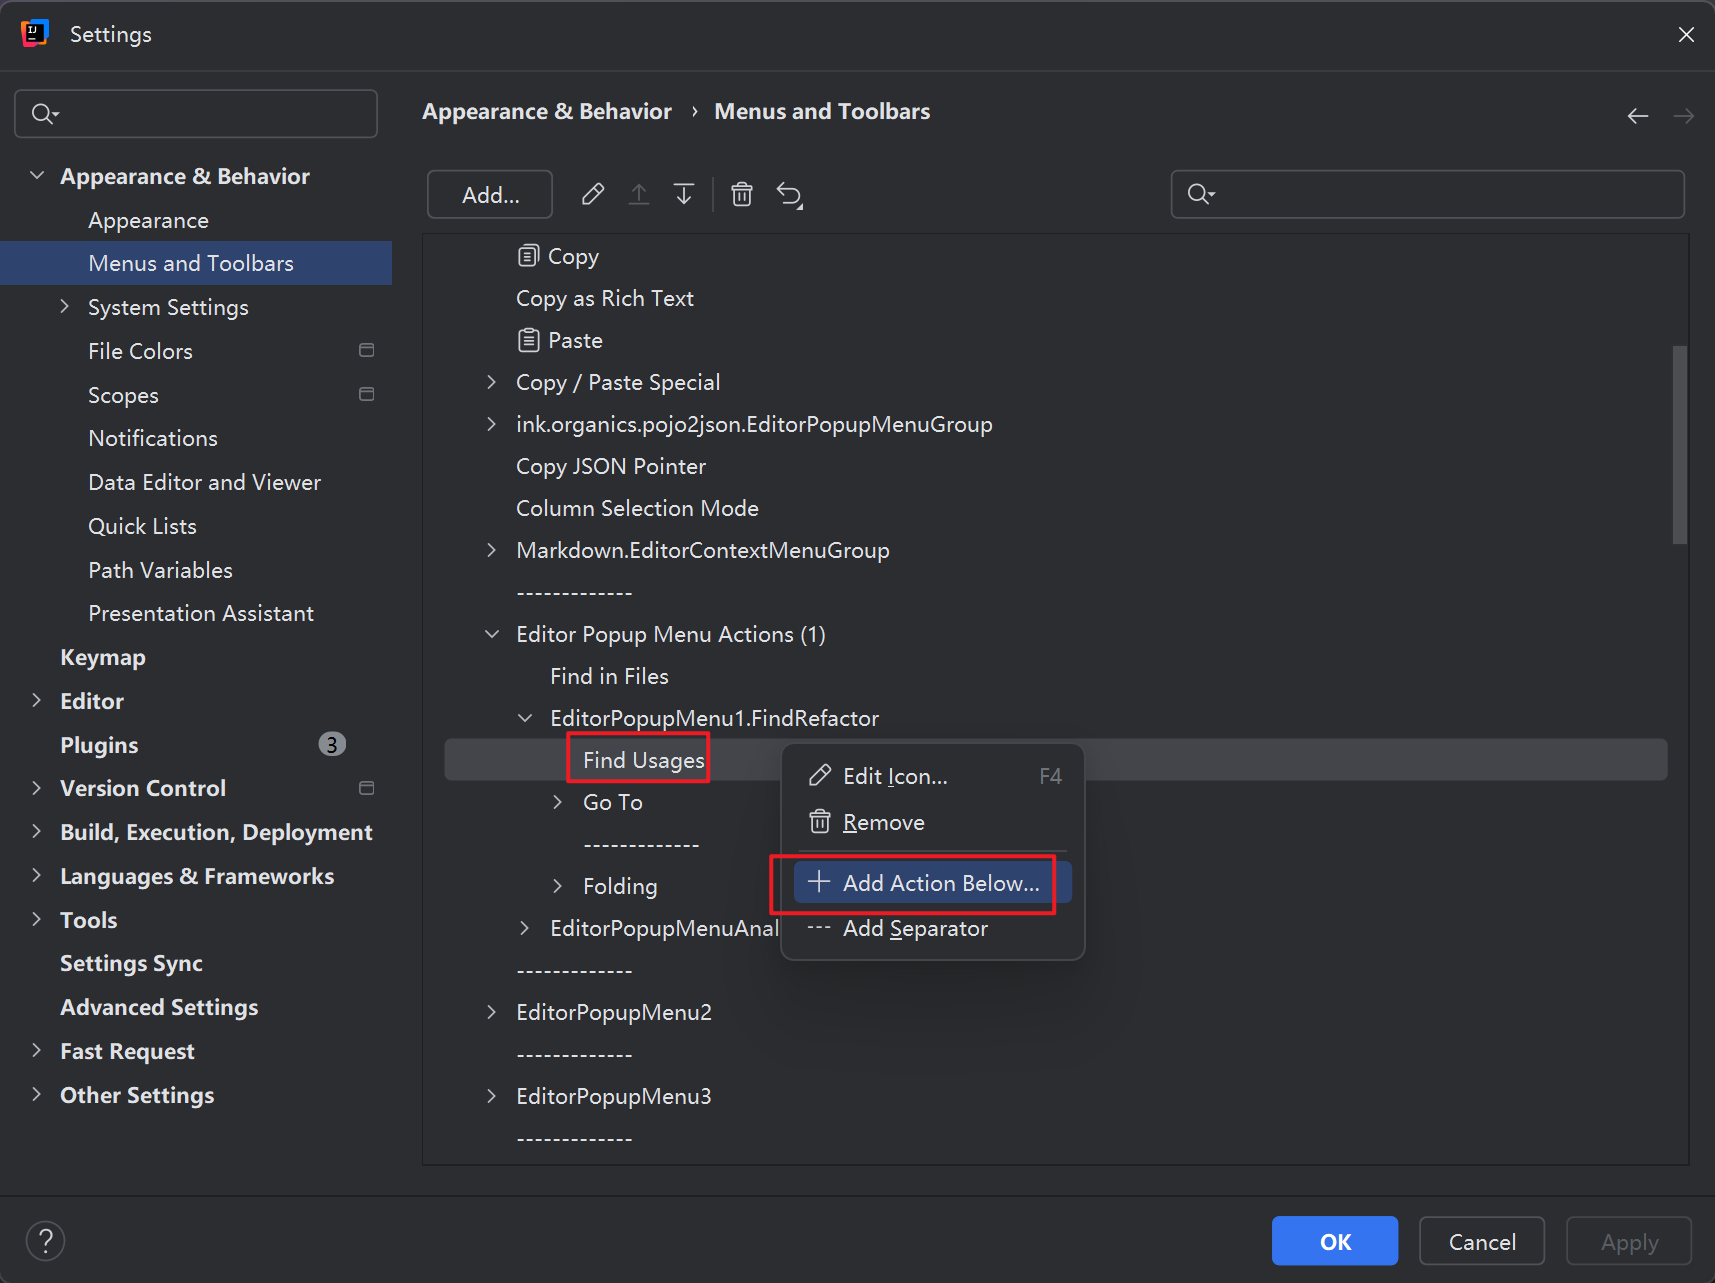 IJ
Settings
Appearance & Behavior › Menus and Toolbars
Add...
Appearance & Behavior
Appearance
Menus and Toolbars
System Settings
File Colors
Scopes
Notifications
Data Editor and Viewer
Quick Lists
Path Variables
Presentation Assistant
Keymap
Editor
Plugins 3
Version Control
Build, Execution, Deployment
Languages & Frameworks
Tools
Settings Sync
Advanced Settings
Fast Request
Other Settings
Copy
Copy as Rich Text
Paste
Copy / Paste Special
ink.organics.pojo2json.EditorPopupMenuGroup
Copy JSON Pointer
Column Selection Mode
Markdown.EditorContextMenuGroup
-------------
Editor Popup Menu Actions (1)
Find in Files
EditorPopupMenu1.FindRefactor
Find Usages
Go To
-------------
Folding
EditorPopupMenuAnal
-------------
EditorPopupMenu2
-------------
EditorPopupMenu3
-------------
Edit Icon... F4
Remove
Add Action Below...
Add Separator
?
OK
Cancel
Apply